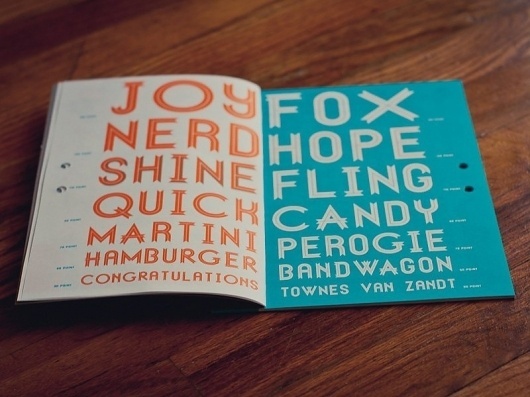 JOY
NERD
SHINE
QUICK
MARTINI
HAMBURGER
CONGRATULATIONS
FOX
HOPE
FLING
CANDY
PEROGIE
BANDWAGON
TOWNES VAN ZANDT